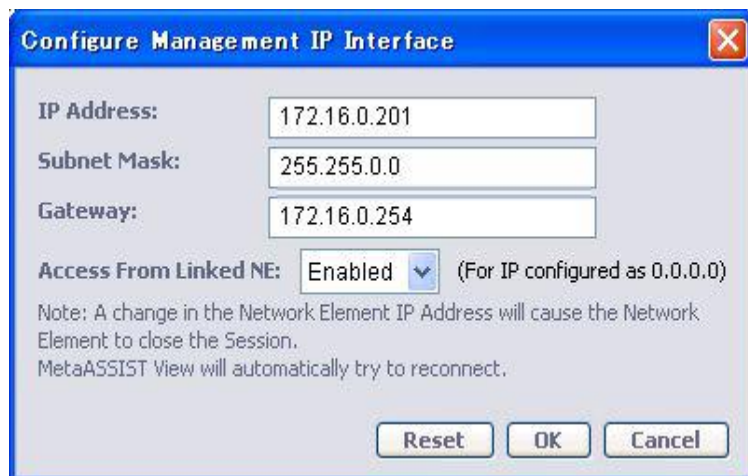 Configure Management IP Interface
IP Address: 172.16.0.201
Subnet Mask: 255.255.0.0
Gateway: 172.16.0.254
Access From Linked NE: Enabled (For IP configured as 0.0.0.0)
Note: A change in the Network Element IP Address will cause the Network
Element to close the Session.
MetaASSIST View will automatically try to reconnect.
Reset OK Cancel